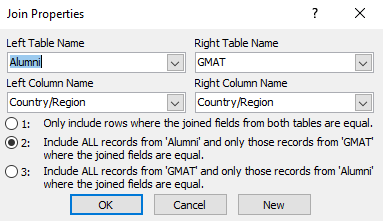 Join Properties
Left Table Name Right Table Name
Alumni GMAT
Left Column Name Right Column Name
Country/Region Country/Region
1: Only include rows where the joined fields from both tables are equal.
2: Include ALL records from 'Alumni' and only those records from 'GMAT'
where the joined fields are equal.
3: Include ALL records from 'GMAT' and only those records from 'Alumni'
where the joined fields are equal.
OK Cancel New